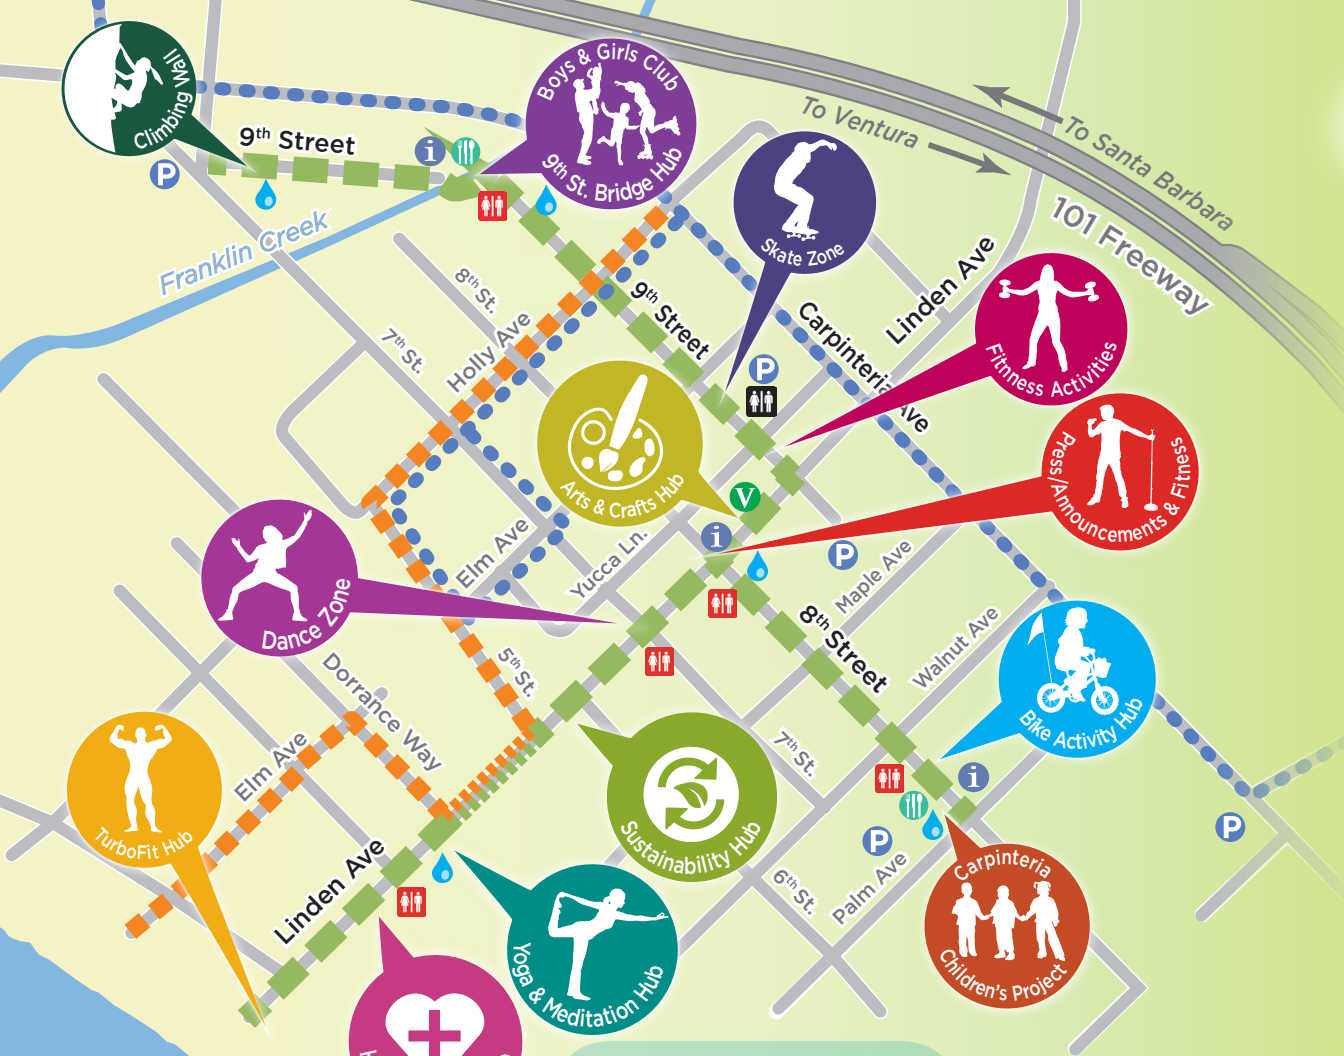 Climbing Wall
9th Street
P
Franklin Creek
i
Boys & Girls Club
9th St. Bridge Hub
To Ventura
To Santa Barbara
101 Freeway
Skate Zone
Linden Ave
8th St.
7th St.
Holly Ave
9th Street
Carpinteria Ave
P
Fitnness Activities
Arts & Crafts Hub
V
Press/Announcements & Fitness
i
P
Elm Ave
Yucca Ln.
Maple Ave
Dance Zone
8th Street
Walnut Ave
5th St.
Dorrance Way
Bike Activity Hub
Elm Ave
7th St.
i
TurboFit Hub
Sustainability Hub
P
P
Linden Ave
6th St.
Palm Ave
Carpinteria
Children's Project
Yoga & Meditation Hub